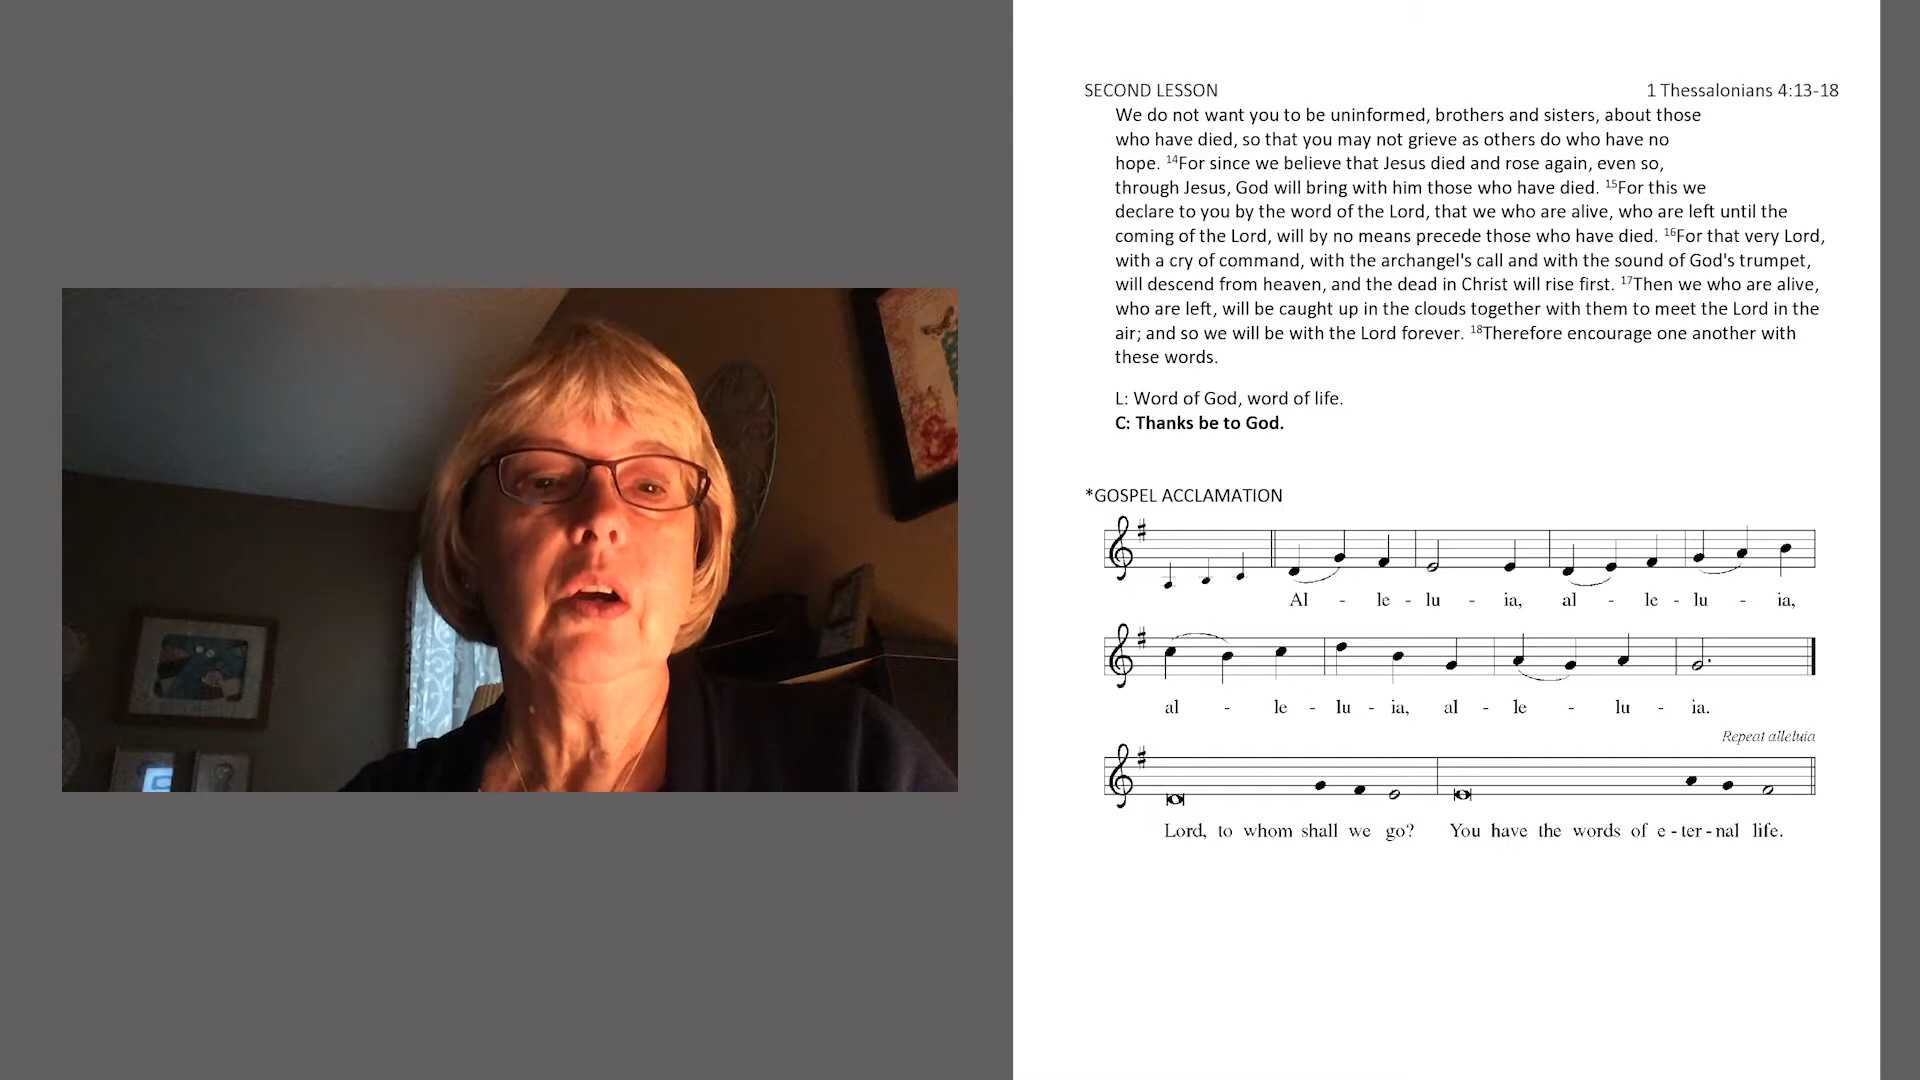 SECOND LESSON 1 Thessalonians 4:13-18
We do not want you to be uninformed, brothers and sisters, about those
who have died, so that you may not grieve as others do who have no
hope. 14For since we believe that Jesus died and rose again, even so,
through Jesus, God will bring with him those who have died. 15For this we
declare to you by the word of the Lord, that we who are alive, who are left until the
coming of the Lord, will by no means precede those who have died. 16For that very Lord,
with a cry of command, with the archangel's call and with the sound of God's trumpet,
will descend from heaven, and the dead in Christ will rise first. 17Then we who are alive,
who are left, will be caught up in the clouds together with them to meet the Lord in the
air; and so we will be with the Lord forever. 18Therefore encourage one another with
these words.
L: Word of God, word of life.
C: Thanks be to God.
*GOSPEL ACCLAMATION
Al - le - lu - ia, al - le - lu - ia,
al - le - lu - ia, al - le - lu - ia.
Repeat alleluia
Lord, to whom shall we go? You have the words of e - ter - nal life.